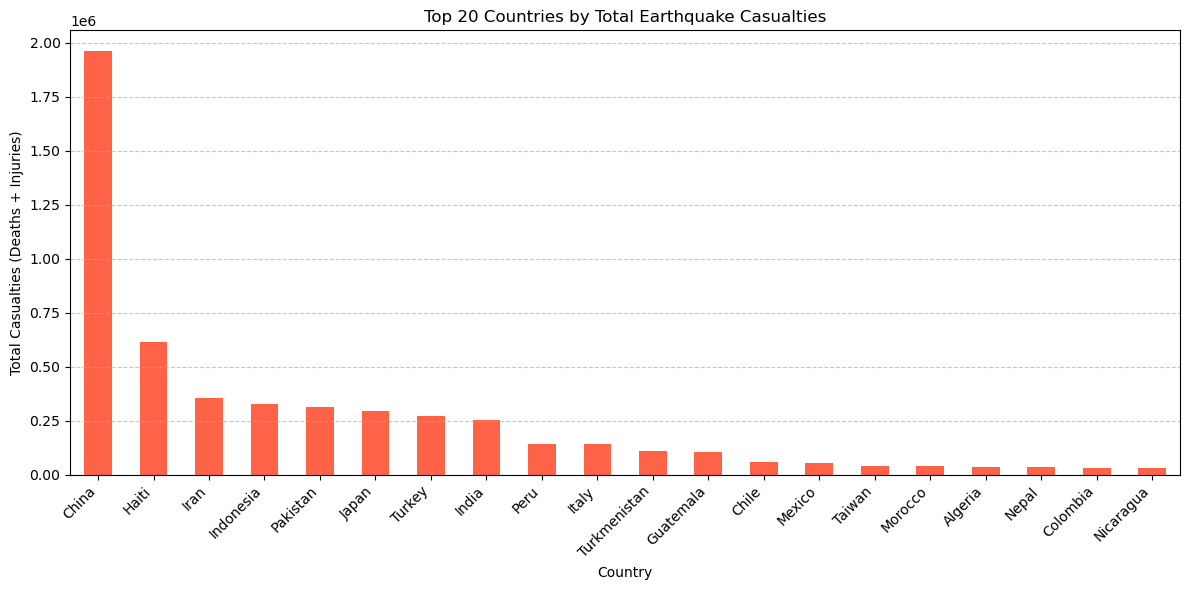 Top 20 Countries by Total Earthquake Casualties
1e6
Total Casualties (Deaths + Injuries)
2.00
1.75
1.50
1.25
1.00
0.75
0.50
0.25
0.00
China
Haiti
Iran
Indonesia
Pakistan
Japan
Turkey
India
Peru
Italy
Turkmenistan
Guatemala
Chile
Mexico
Taiwan
Morocco
Algeria
Nepal
Colombia
Nicaragua
Country